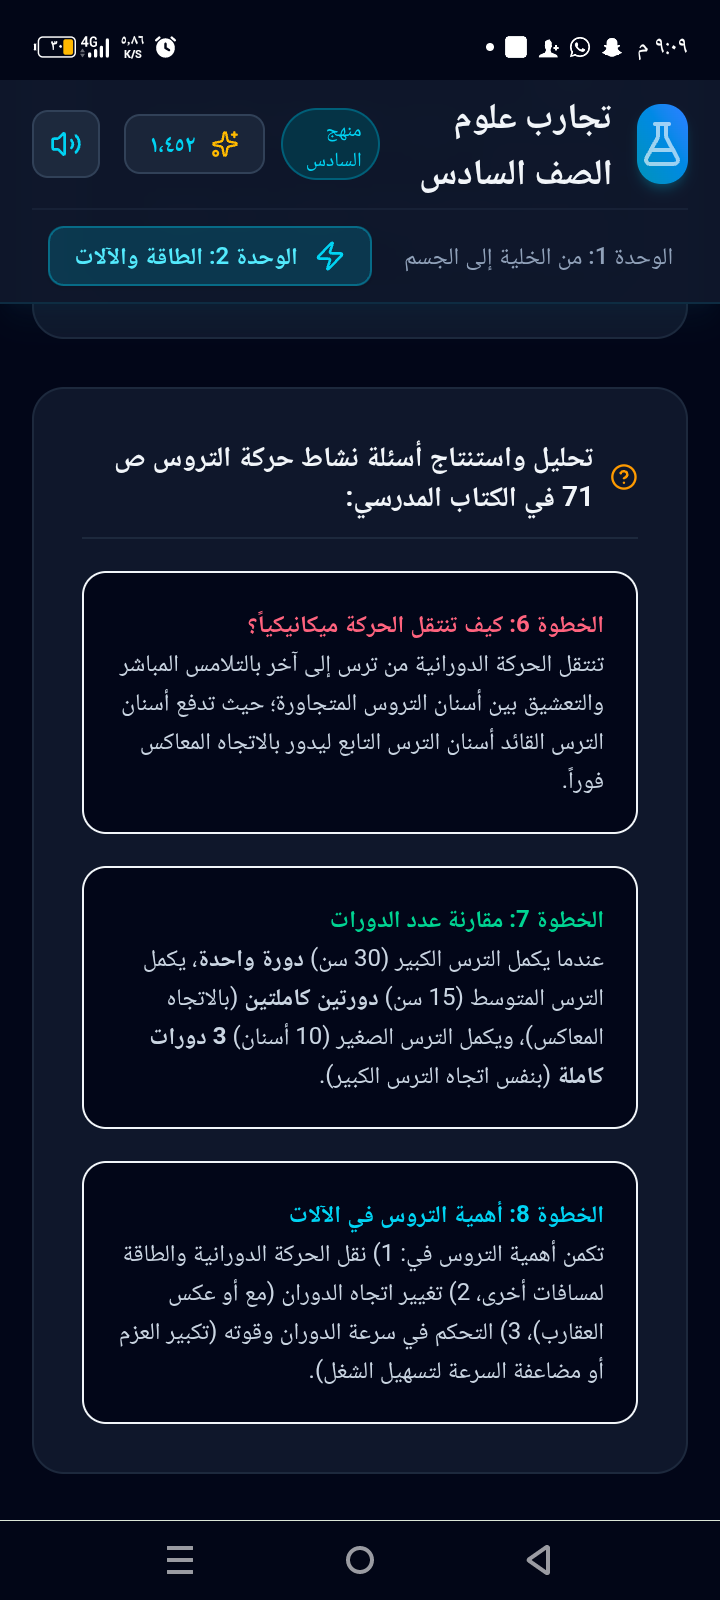 ٩:٠٩ م
٥,٨٦
K/S
4G
٣٠
تجارب علوم
الصف السادس
منهج
السادس
١،٤٥٢
الوحدة 1: من الخلية إلى الجسم
الوحدة 2: الطاقة والآلات
تحليل واستنتاج أسئلة نشاط حركة التروس ص
71 في الكتاب المدرسي:
الخطوة 6: كيف تنتقل الحركة ميكانيكياً؟
تنتقل الحركة الدورانية من ترس إلى آخر بالتلامس المباشر
والتعشيق بين أسنان التروس المتجاورة؛ حيث تدفع أسنان
الترس القائد أسنان الترس التابع ليدور بالاتجاه المعاكس
فوراً.
الخطوة 7: مقارنة عدد الدورات
عندما يكمل الترس الكبير (30 سن) دورة واحدة، يكمل
الترس المتوسط (15 سن) دورتين كاملتين (بالاتجاه
المعاكس)، ويكمل الترس الصغير (10 أسنان) 3 دورات
كاملة (بنفس اتجاه الترس الكبير).
الخطوة 8: أهمية التروس في الآلات
تكمن أهمية التروس في: 1) نقل الحركة الدورانية والطاقة
لمسافات أخرى، 2) تغيير اتجاه الدوران (مع أو عكس
العقارب)، 3) التحكم في سرعة الدوران وقوته (تكبير العزم
أو مضاعفة السرعة لتسهيل الشغل).